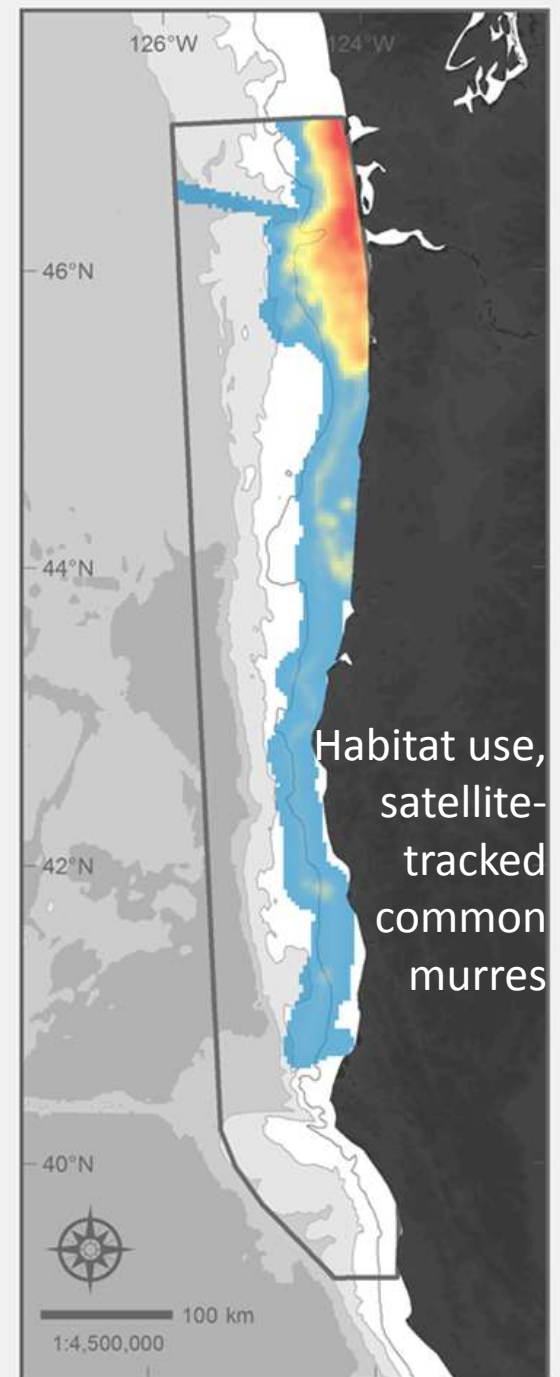 126°W 124°W
46°N
44°N
Habitat use,
satellite-
tracked
common
murres
42°N
40°N
100 km
1:4,500,000